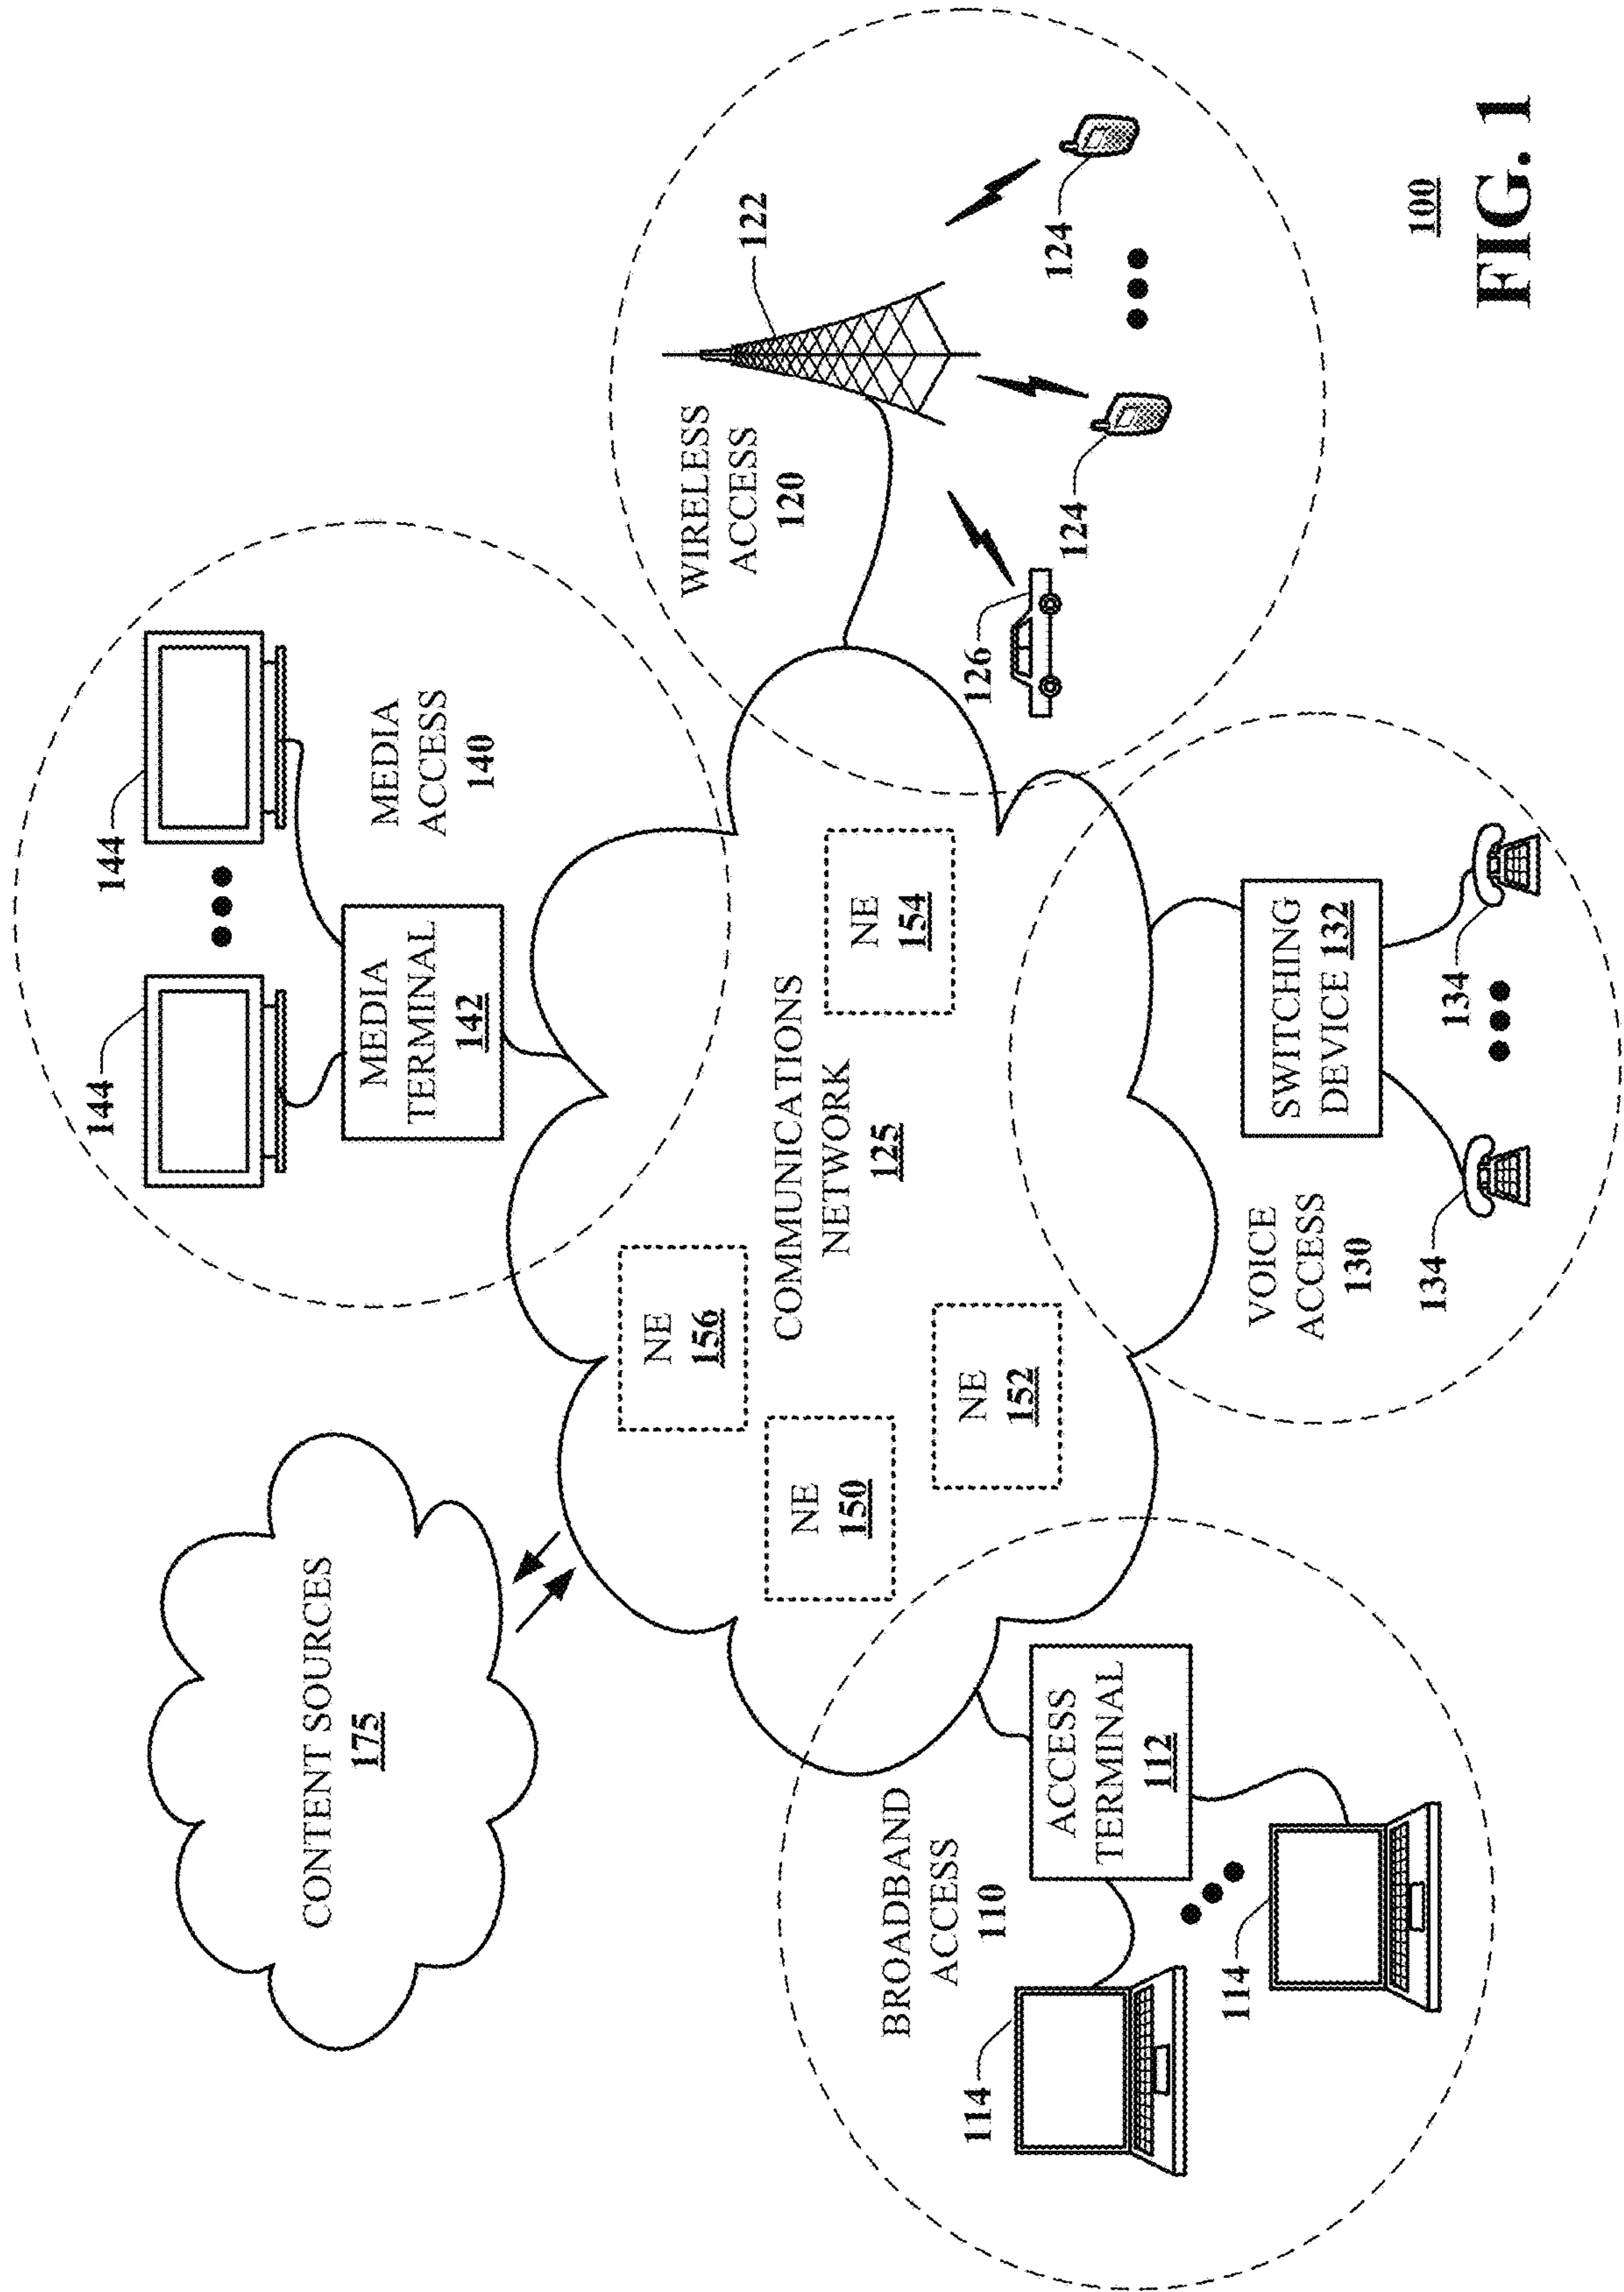 CONTENT SOURCES
175
144
144
MEDIA
TERMINAL
142
MEDIA
ACCESS
140
NE
156
NE
150
NE
152
COMMUNICATIONS
NETWORK
125
NE
154
WIRELESS
ACCESS
120
122
124
124
126
BROADBAND
ACCESS
110
ACCESS
TERMINAL
112
114
114
VOICE
ACCESS
130
SWITCHING
DEVICE 132
134
134
100
FIG. 1